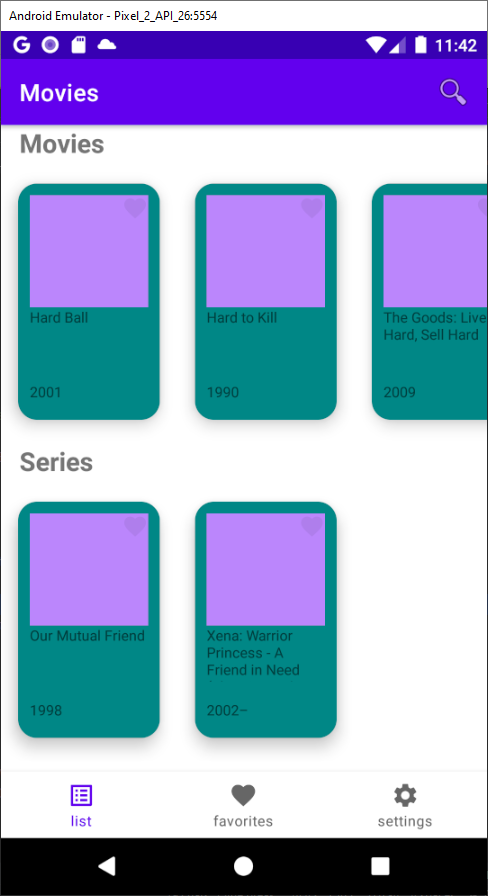 Android Emulator - Pixel_2_API_26:5554
G
11:42
Movies
Movies
Hard Ball
2001
Hard to Kill
1990
The Goods: Live
Hard, Sell Hard
2009
Series
Our Mutual Friend
1998
Xena: Warrior
Princess - A
Friend in Need
2002–
list
favorites
settings